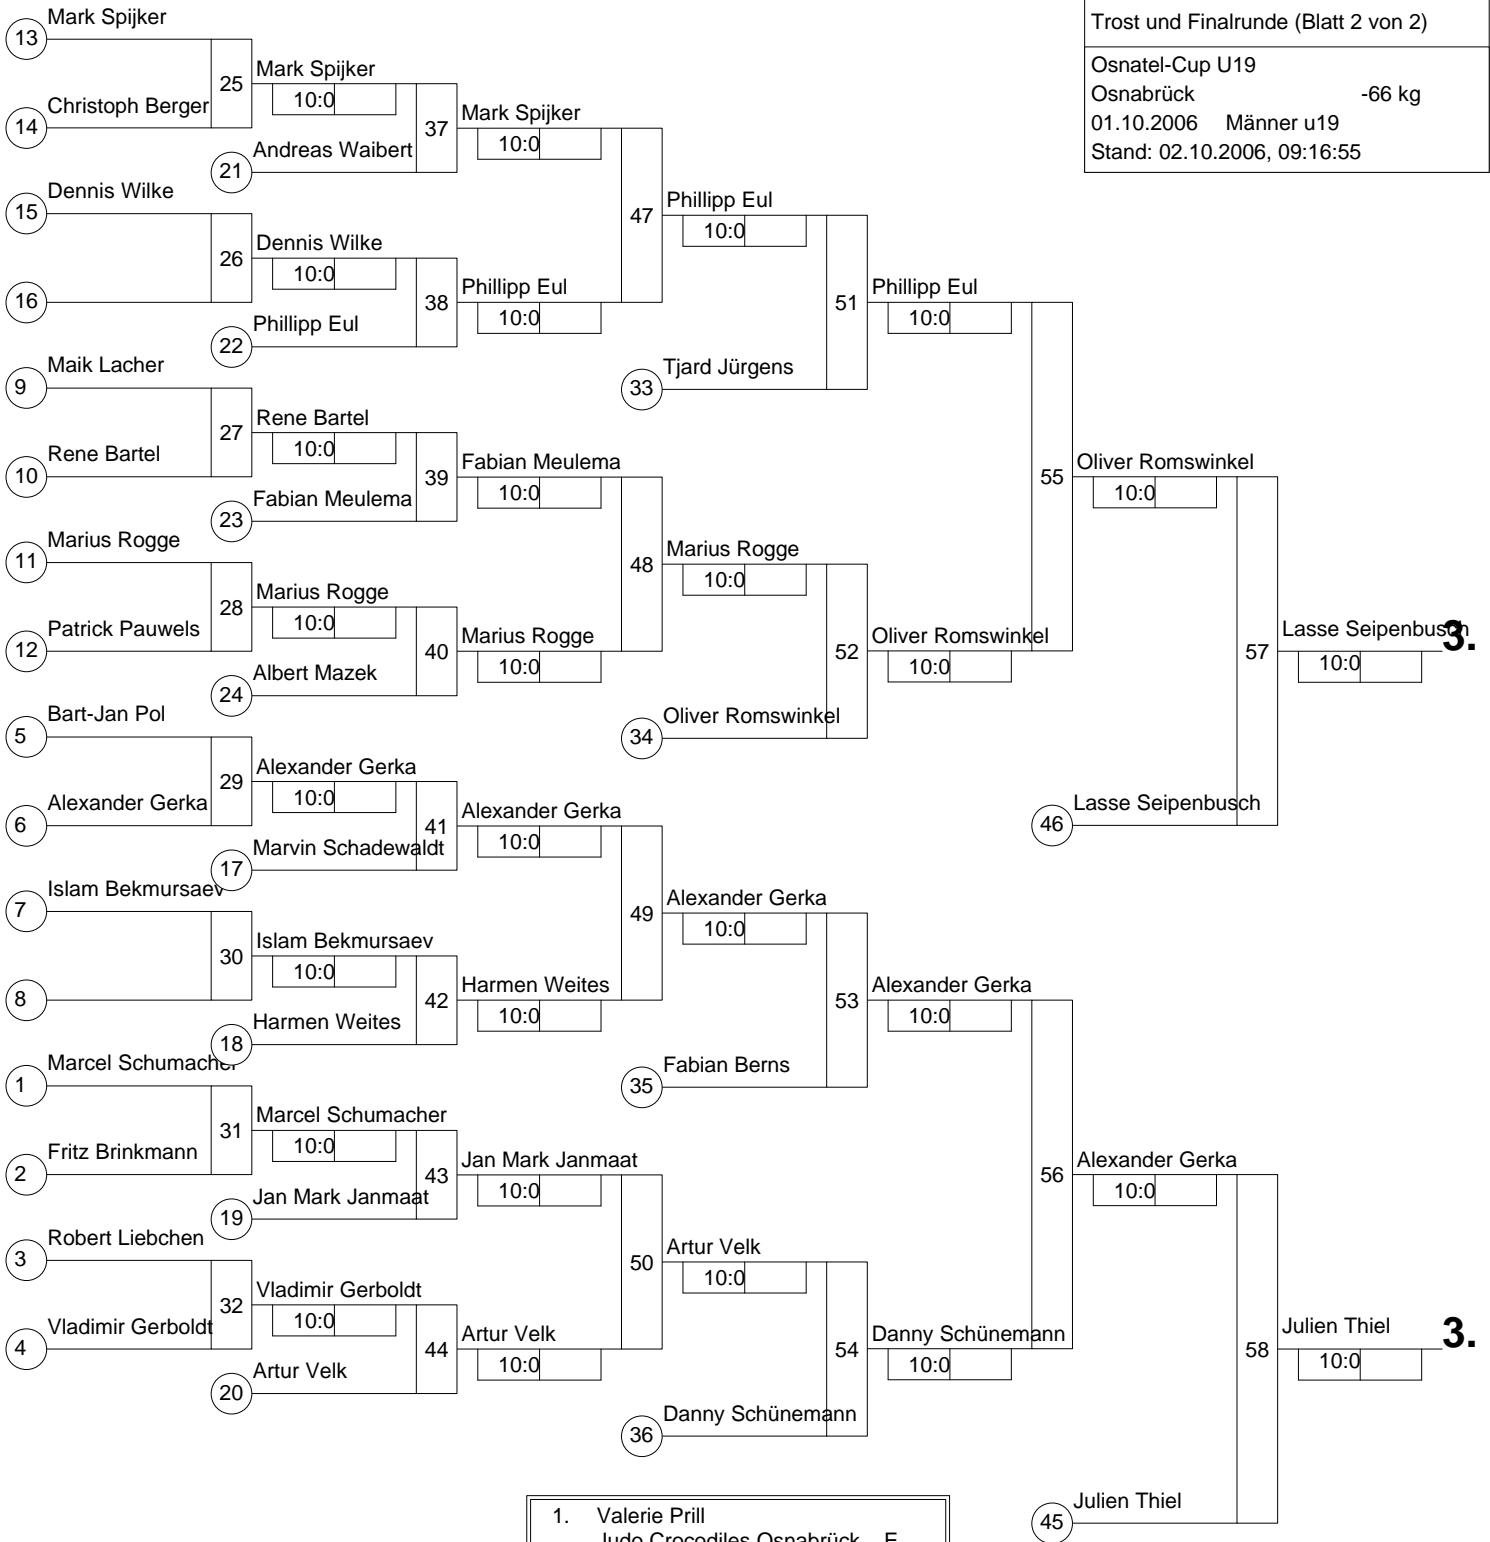 Trost und Finalrunde (Blatt 2 von 2)
Osnatel-Cup U19
Osnabrück -66 kg
01.10.2006 Männer u19
Stand: 02.10.2006, 09:16:55
13 Mark Spijker
14 Christoph Berger
25 Mark Spijker
10:0
21 Andreas Waibert
37 Mark Spijker
10:0
15 Dennis Wilke
16
26 Dennis Wilke
10:0
22 Phillipp Eul
38 Phillipp Eul
10:0
47 Phillipp Eul
10:0
33 Tjard Jürgens
51 Phillipp Eul
10:0
9 Maik Lacher
10 Rene Bartel
27 Rene Bartel
10:0
23 Fabian Meulema
39 Fabian Meulema
10:0
11 Marius Rogge
12 Patrick Pauwels
28 Marius Rogge
10:0
24 Albert Mazek
40 Marius Rogge
10:0
48 Marius Rogge
10:0
34 Oliver Romswinkel
52 Oliver Romswinkel
10:0
55 Oliver Romswinkel
10:0
46 Lasse Seipenbusch
57 Lasse Seipenbusch 3.
10:0
5 Bart-Jan Pol
6 Alexander Gerka
29 Alexander Gerka
10:0
17 Marvin Schadewaldt
41 Alexander Gerka
10:0
7 Islam Bekmursaev
8
30 Islam Bekmursaev
10:0
18 Harmen Weites
42 Harmen Weites
10:0
49 Alexander Gerka
10:0
35 Fabian Berns
53 Alexander Gerka
10:0
1 Marcel Schumacher
2 Fritz Brinkmann
31 Marcel Schumacher
10:0
19 Jan Mark Janmaat
43 Jan Mark Janmaat
10:0
3 Robert Liebchen
4 Vladimir Gerboldt
32 Vladimir Gerboldt
10:0
20 Artur Velk
44 Artur Velk
10:0
50 Artur Velk
10:0
36 Danny Schünemann
54 Danny Schünemann
10:0
56 Alexander Gerka
10:0
45 Julien Thiel
58 Julien Thiel 3.
10:0
1. Valerie Prill
Judo Crocodiles Osnabrück